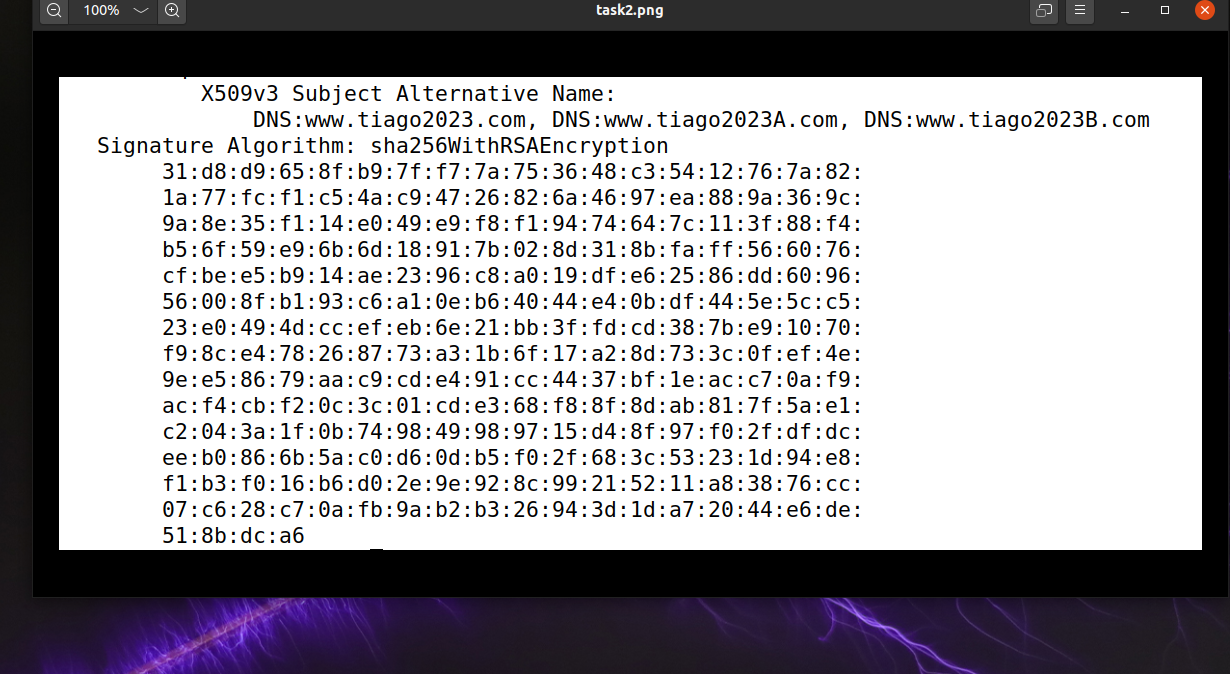 100%
task2.png
X509v3 Subject Alternative Name:
DNS:www.tiago2023.com, DNS:www.tiago2023A.com, DNS:www.tiago2023B.com
Signature Algorithm: sha256WithRSAEncryption
31:d8:d9:65:8f:b9:7f:f7:7a:75:36:48:c3:54:12:76:7a:82:
1a:77:fc:f1:c5:4a:c9:47:26:82:6a:46:97:ea:88:9a:36:9c:
9a:8e:35:f1:14:e0:49:e9:f8:f1:94:74:64:7c:11:3f:88:f4:
b5:6f:59:e9:6b:6d:18:91:7b:02:8d:31:8b:fa:ff:56:60:76:
cf:be:e5:b9:14:ae:23:96:c8:a0:19:df:e6:25:86:dd:60:96:
56:00:8f:b1:93:c6:a1:0e:b6:40:44:e4:0b:df:44:5e:5c:c5:
23:e0:49:4d:cc:ef:eb:6e:21:bb:3f:fd:cd:38:7b:e9:10:70:
f9:8c:e4:78:26:87:73:a3:1b:6f:17:a2:8d:73:3c:0f:ef:4e:
9e:e5:86:79:aa:c9:cd:e4:91:cc:44:37:bf:1e:ac:c7:0a:f9:
ac:f4:cb:f2:0c:3c:01:cd:e3:68:f8:8f:8d:ab:81:7f:5a:e1:
c2:04:3a:1f:0b:74:98:49:98:97:15:d4:8f:97:f0:2f:df:dc:
ee:b0:86:6b:5a:c0:d6:0d:b5:f0:2f:68:3c:53:23:1d:94:e8:
f1:b3:f0:16:b6:d0:2e:9e:92:8c:99:21:52:11:a8:38:76:cc:
07:c6:28:c7:0a:fb:9a:b2:b3:26:94:3d:1d:a7:20:44:e6:de:
51:8b:dc:a6